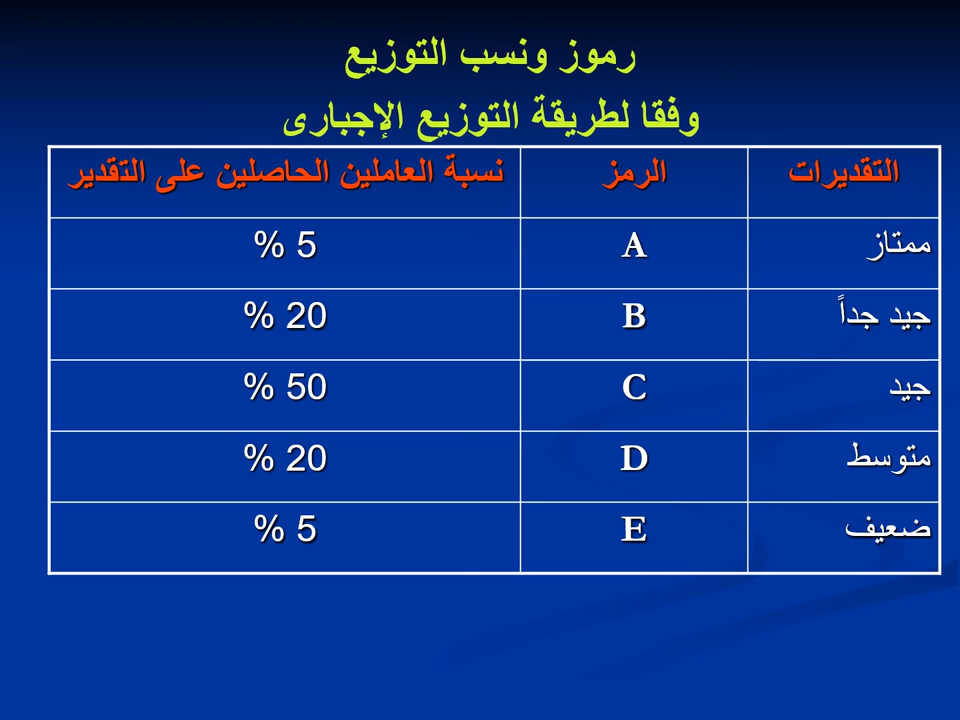 رموز ونسب التوزيع
وفقا لطريقة التوزيع الإجبارى
التقديرات الرمز نسبة العاملين الحاصلين على التقدير
ممتاز A 5 %
جيد جداً B 20 %
جيد C 50 %
متوسط D 20 %
ضعيف E 5 %